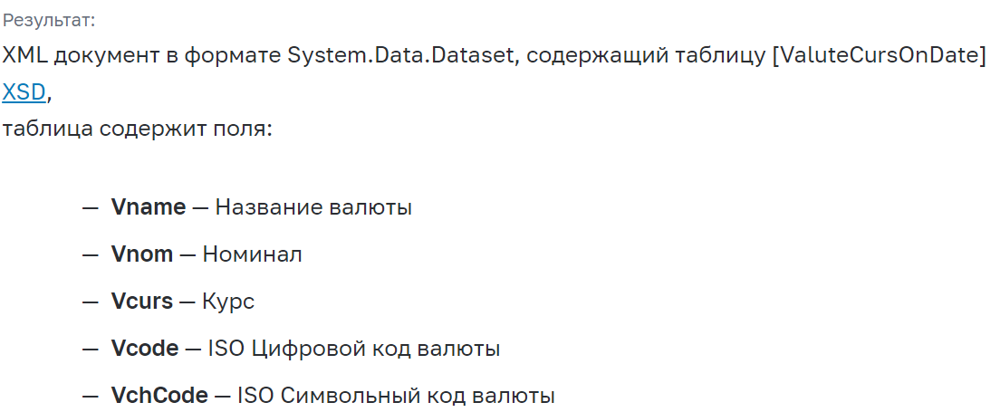 Результат:
XML документ в формате System.Data.Dataset, содержащий таблицу [ValuteCursOnDate]
XSD,
таблица содержит поля:
— Vname — Название валюты
— Vnom — Номинал
— Vcurs — Курс
— Vcode — ISO Цифровой код валюты
— VchCode — ISO Символьный код валюты